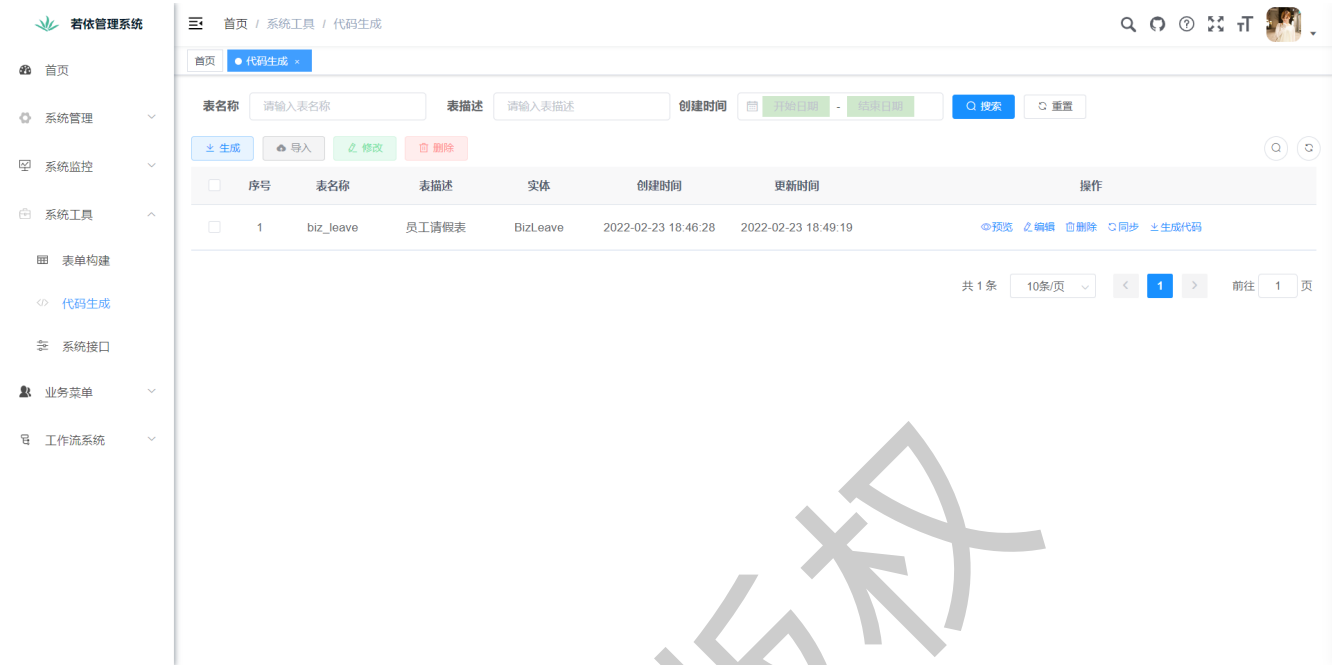 若依管理系统
首页 / 系统工具 / 代码生成
首页
代码生成 ×
首页
系统管理
系统监控
系统工具
表单构建
代码生成
系统接口
业务菜单
工作流系统
表名称 请输入表名称 表描述 请输入表描述 创建时间 开始日期 - 结束日期 搜索 重置
生成 导入 修改 删除
序号 表名称 表描述 实体 创建时间 更新时间 操作
1 biz_leave 员工请假表 BizLeave 2022-02-23 18:46:28 2022-02-23 18:49:19 预览 编辑 删除 同步 生成代码
共 1 条 10条/页 < 1 > 前往 1 页
版权